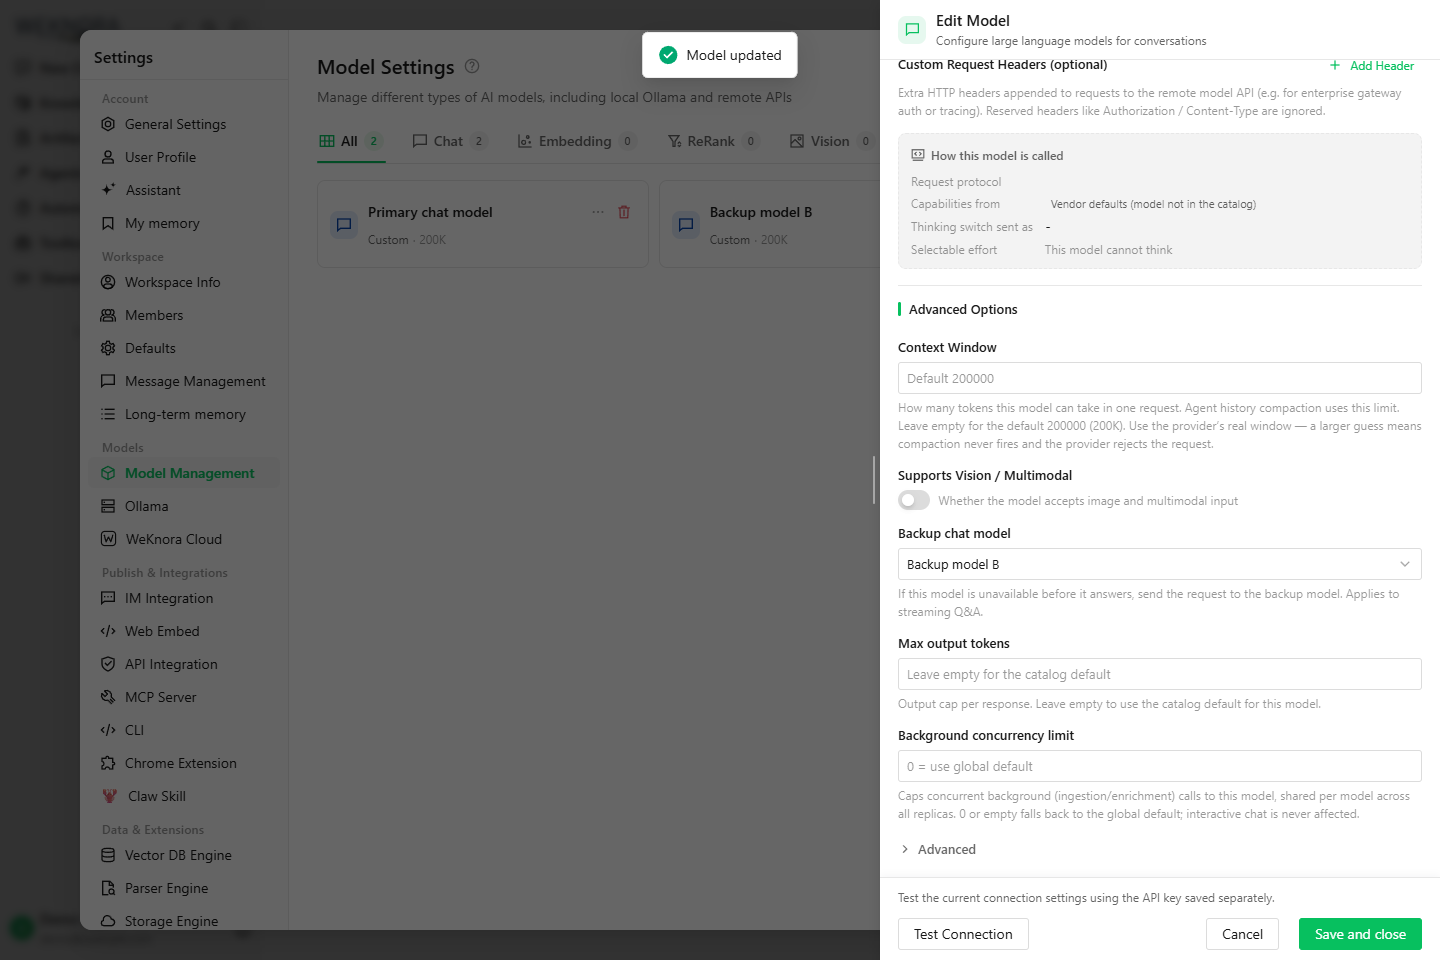 Settings
Account
General Settings
User Profile
Assistant
My memory
Workspace
Workspace Info
Members
Defaults
Message Management
Long-term memory
Models
Model Management
Ollama
WeKnora Cloud
Publish & Integrations
IM Integration
Web Embed
API Integration
MCP Server
CLI
Chrome Extension
Claw Skill
Data & Extensions
Vector DB Engine
Parser Engine
Storage Engine
Model Settings
Manage different types of AI models, including local Ollama and remote APIs
All 2 Chat 2 Embedding 0 ReRank 0 Vision 0
Primary chat model
Custom · 200K
Backup model B
Custom · 200K
Model updated
Edit Model
Configure large language models for conversations
Custom Request Headers (optional)
Add Header
Extra HTTP headers appended to requests to the remote model API (e.g. for enterprise gateway
auth or tracing). Reserved headers like Authorization / Content-Type are ignored.
How this model is called
Request protocol
Capabilities from Vendor defaults (model not in the catalog)
Thinking switch sent as -
Selectable effort This model cannot think
Advanced Options
Context Window
Default 200000
How many tokens this model can take in one request. Agent history compaction uses this limit.
Leave empty for the default 200000 (200K). Use the provider's real window — a larger guess means
compaction never fires and the provider rejects the request.
Supports Vision / Multimodal
Whether the model accepts image and multimodal input
Backup chat model
Backup model B
If this model is unavailable before it answers, send the request to the backup model. Applies to
streaming Q&A.
Max output tokens
Leave empty for the catalog default
Output cap per response. Leave empty to use the catalog default for this model.
Background concurrency limit
0 = use global default
Caps concurrent background (ingestion/enrichment) calls to this model, shared per model across
all replicas. 0 or empty falls back to the global default; interactive chat is never affected.
Advanced
Test the current connection settings using the API key saved separately.
Test Connection
Cancel
Save and close